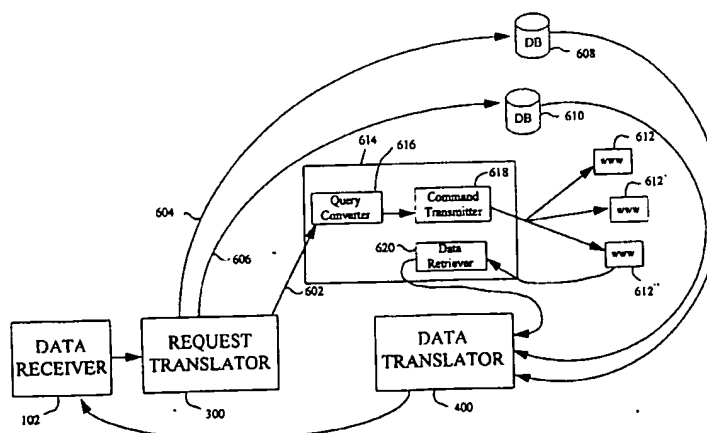 DB
608
DB
610
612
614
616
www
618
Query
Converter
Command
Transmitter
612'
www
604
620
Data
Retriever
www
606
602
612"
DATA
RECEIVER
REQUEST
TRANSLATOR
DATA
TRANSLATOR
102
300
400